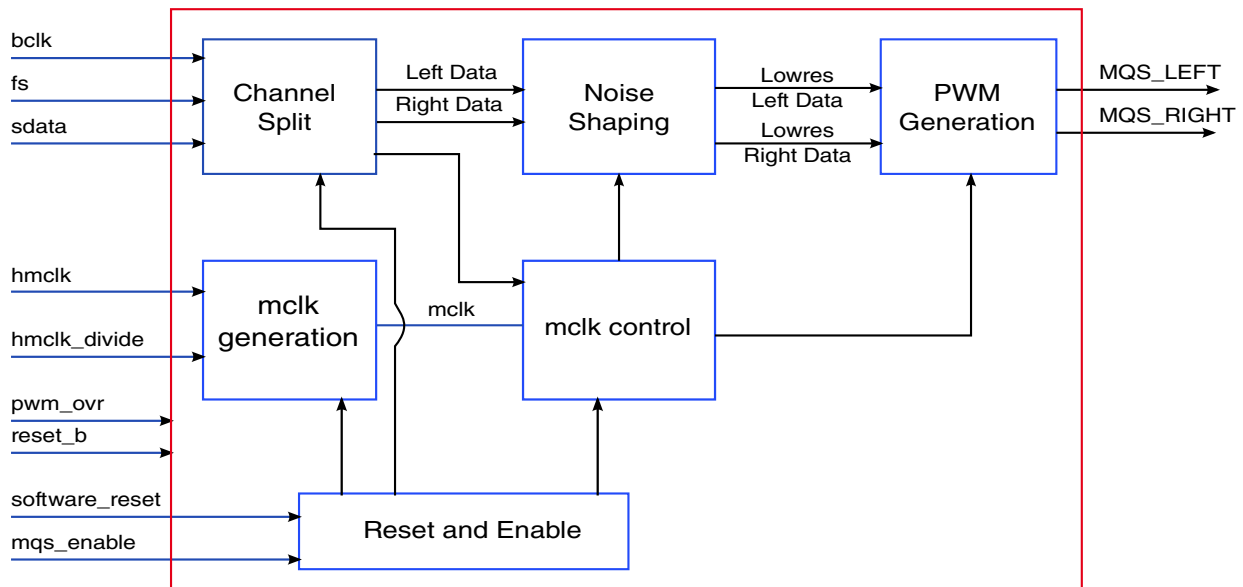 bclk
fs
sdata
Channel
Split
Left Data
Right Data
Noise
Shaping
Lowres
Left Data
Lowres
Right Data
PWM
Generation
MQS_LEFT
MQS_RIGHT
hmclk
hmclk_divide
mclk
generation
mclk
mclk control
pwm_ovr
reset_b
software_reset
mqs_enable
Reset and Enable